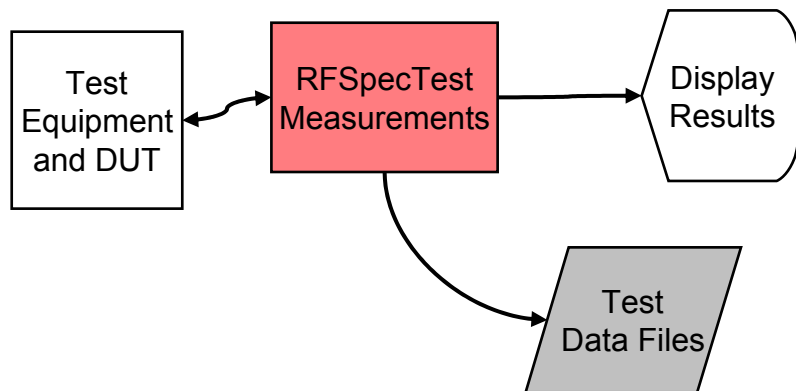 Test
Equipment
and DUT
RFSpecTest
Measurements
Display
Results
Test
Data Files